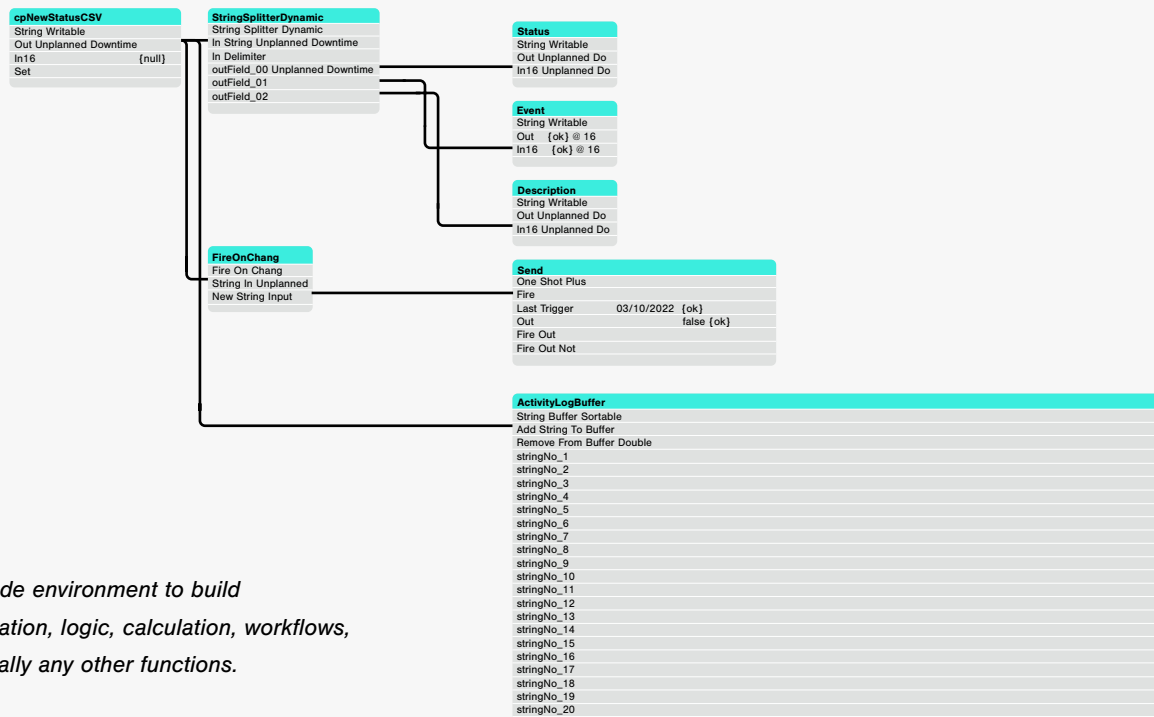 cpNewStatusCSV
String Writable
Out Unplanned Downtime
In16 {null}
Set
StringSplitterDynamic
String Splitter Dynamic
In String Unplanned Downtime
In Delimiter
outField_00 Unplanned Downtime
outField_01
outField_02
Status
String Writable
Out Unplanned Do
In16 Unplanned Do
Event
String Writable
Out {ok} @ 16
In16 {ok} @ 16
Description
String Writable
Out Unplanned Do
In16 Unplanned Do
FireOnChang
Fire On Chang
String In Unplanned
New String Input
Send
One Shot Plus
Fire
Last Trigger 03/10/2022 {ok}
Out false {ok}
Fire Out
Fire Out Not
ActivityLogBuffer
String Buffer Sortable
Add String To Buffer
Remove From Buffer Double
stringNo_1
stringNo_2
stringNo_3
stringNo_4
stringNo_5
stringNo_6
stringNo_7
stringNo_8
stringNo_9
stringNo_10
stringNo_11
stringNo_12
stringNo_13
stringNo_14
stringNo_15
stringNo_16
stringNo_17
stringNo_18
stringNo_19
stringNo_20
de environment to build
ation, logic, calculation, workflows,
ally any other functions.